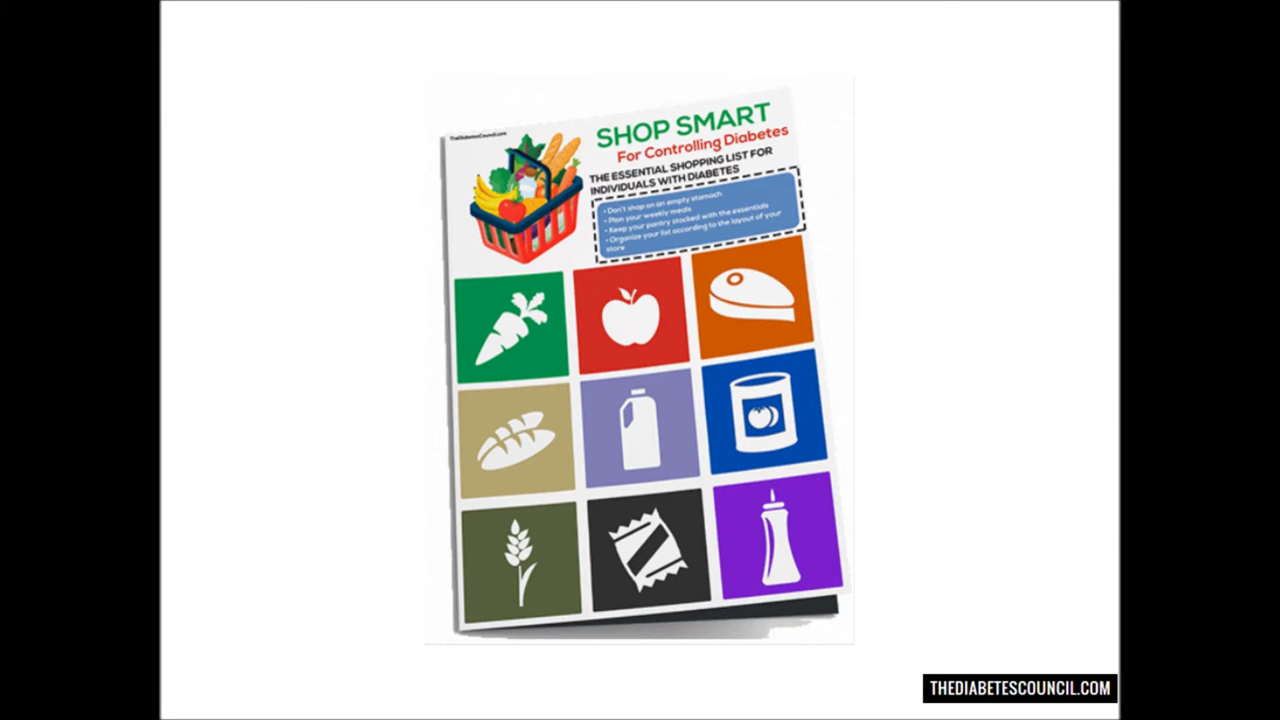 TheDiabetesCouncil.com
SHOP SMART
For Controlling Diabetes
THE ESSENTIAL SHOPPING LIST FOR
INDIVIDUALS WITH DIABETES
• Don't shop on an empty stomach
• Plan your weekly meals
• Keep your pantry stocked with the essentials
• Organize your list according to the layout of your
store
THEDIABETESCOUNCIL.COM